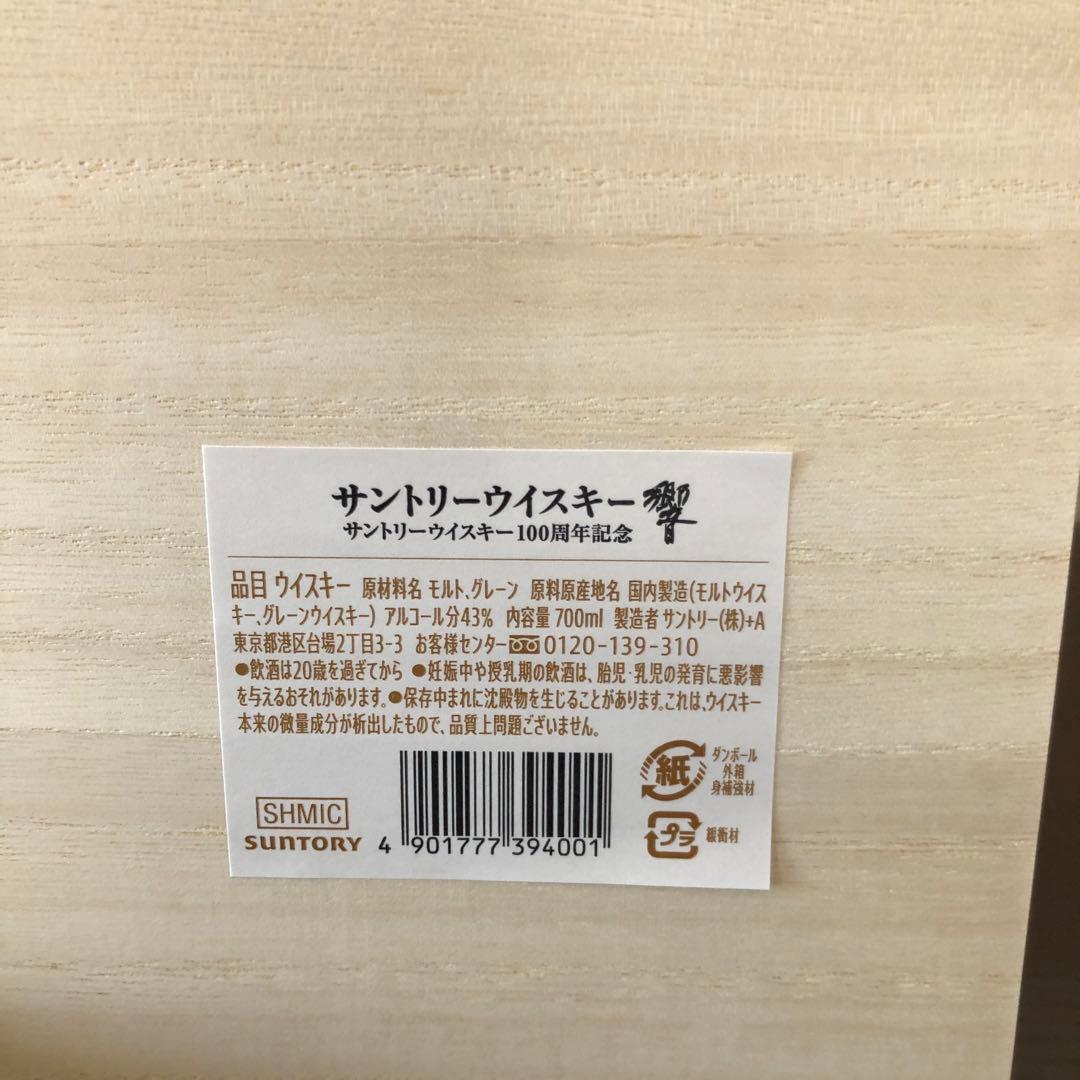 サントリーウイスキー 響
サントリーウイスキー100周年記念
品目 ウイスキー 原材料名 モルト、グレーン 原料原産地名 国内製造(モルトウイス
キー、グレーンウイスキー) アルコール分43% 内容量 700ml 製造者 サントリー(株)+A
東京都港区台場2丁目3-3 お客様センター 0120-139-310
●飲酒は20歳を過ぎてから ●妊娠中や授乳期の飲酒は、胎児・乳児の発育に悪影響
を与えるおそれがあります。●保存中まれに沈殿物を生じることがあります。これは、ウイスキー
本来の微量成分が析出したもので、品質上問題ございません。
SHMIC
SUNTORY
4 901777 394001
紙
ダンボール
外箱
身補強材
プラ
緩衝材